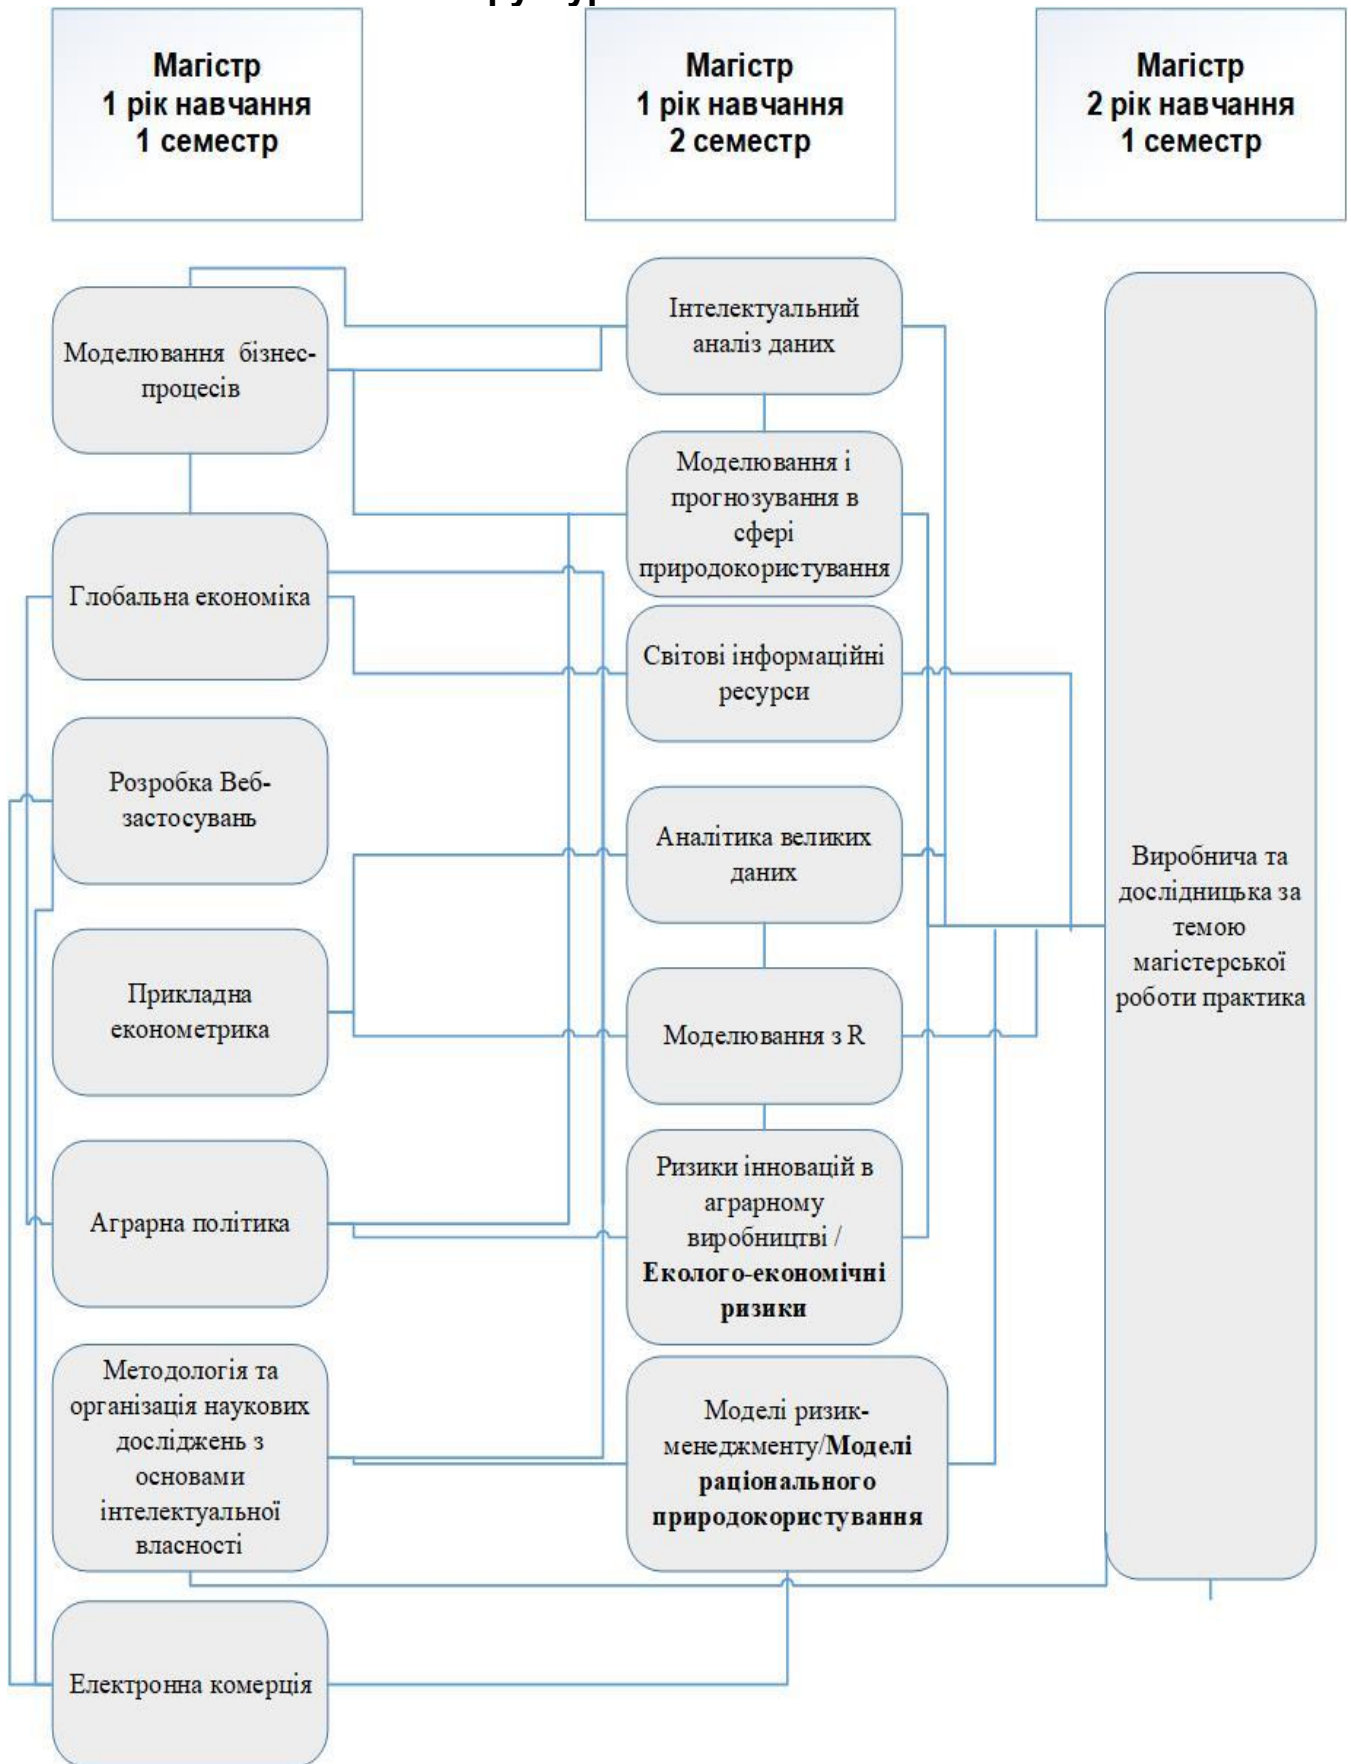 Магістр
1 рік навчання
1 семестр
Магістр
1 рік навчання
2 семестр
Магістр
2 рік навчання
1 семестр
Моделювання бізнес-
процесів
Глобальна економіка
Розробка Веб-
застосувань
Прикладна
економетрика
Аграрна політика
Методологія та
організація наукових
досліджень з
основами
інтелектуальної
власності
Електронна комерція
Інтелектуальний
аналіз даних
Моделювання і
прогнозування в
сфері
природокористування
Світові інформаційні
ресурси
Аналітика великих
даних
Моделювання з R
Ризики інновацій в
аграрному
виробництві /
Еколого-економічні
ризики
Моделі ризик-
менеджменту/Моделі
раціонального
природокористування
Виробнича та
дослідницька за
темою
магістерської
роботи практика